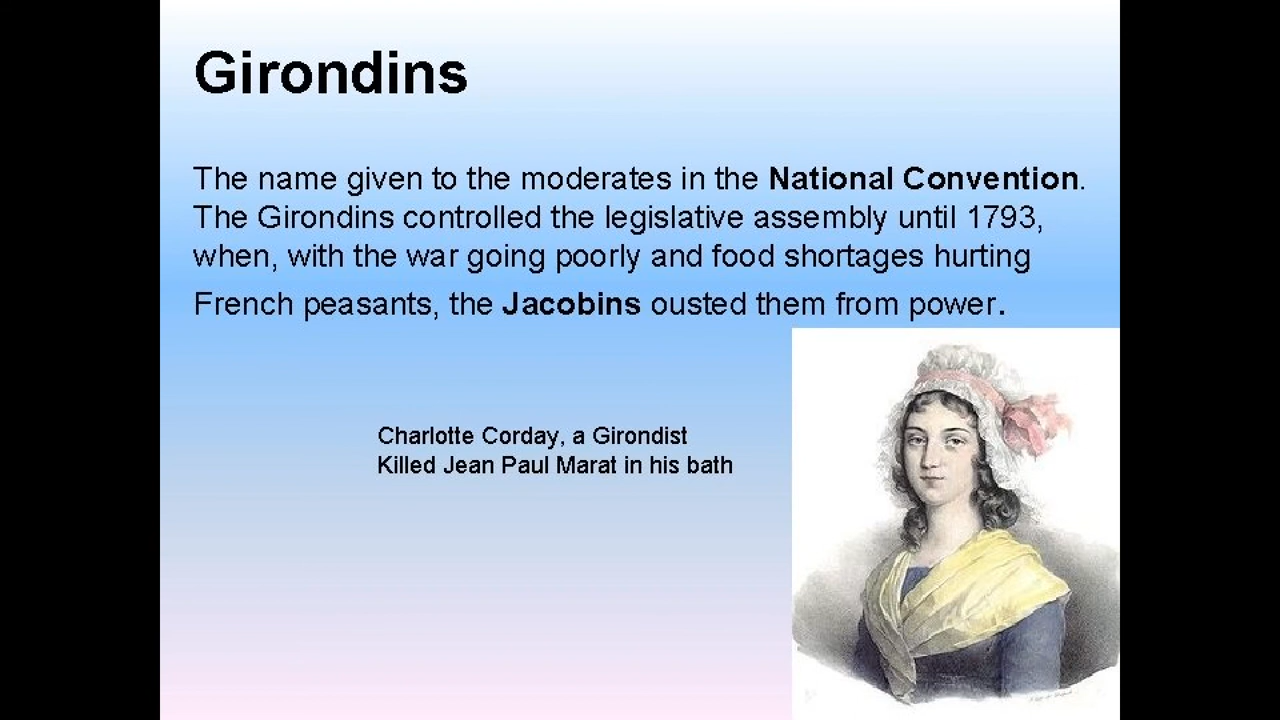 Girondins
The name given to the moderates in the National Convention.
The Girondins controlled the legislative assembly until 1793,
when, with the war going poorly and food shortages hurting
French peasants, the Jacobins ousted them from power.
Charlotte Corday, a Girondist
Killed Jean Paul Marat in his bath